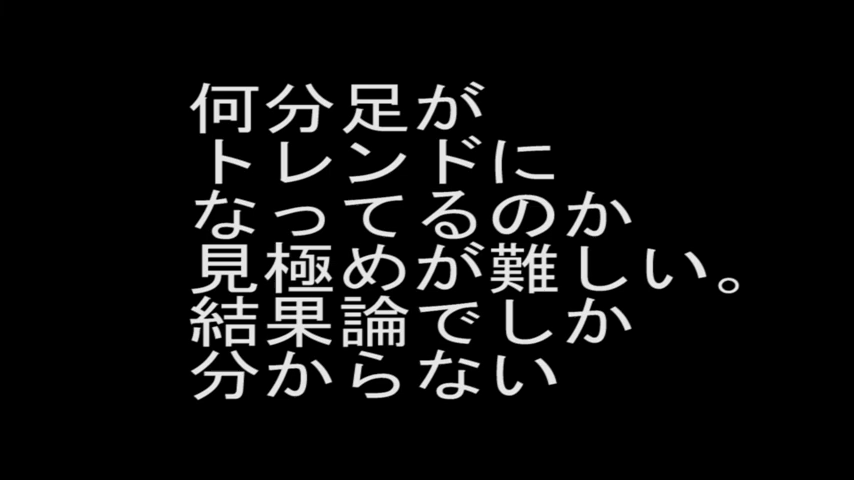 何分足が
トレンドに
なってるのか
見極めが難しい。
結果論でしか
分からない